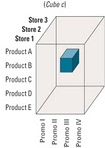 (Cube c)
Store 3
Store 2
Store 1
Product A
Product B
Product C
Product D
Product E
Promo I
Promo II
Promo III
Promo IV